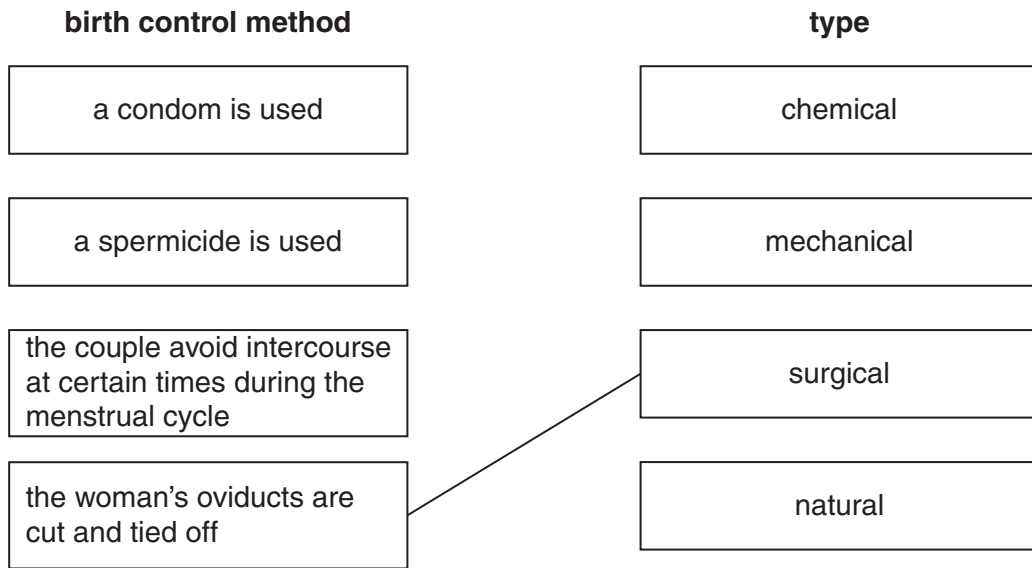 birth control method
type
a condom is used
chemical
a spermicide is used
mechanical
the couple avoid intercourse
at certain times during the
menstrual cycle
surgical
the woman’s oviducts are
cut and tied off
natural